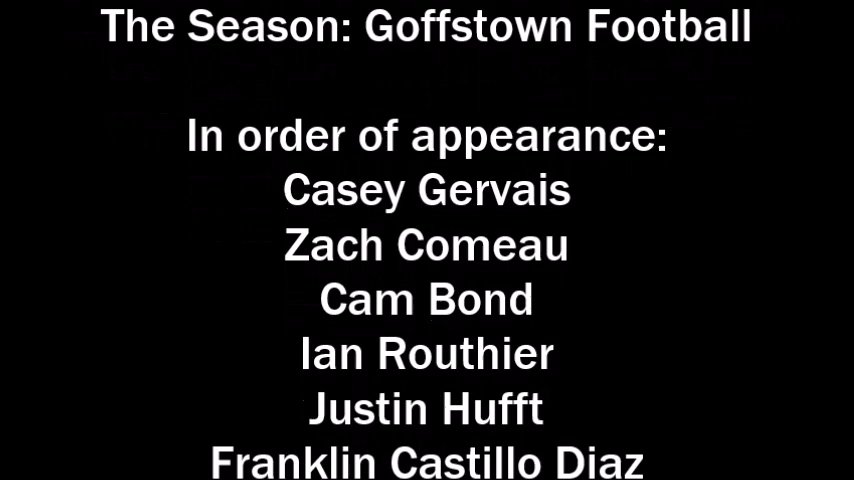 The Season: Goffstown Football
In order of appearance:
Casey Gervais
Zach Comeau
Cam Bond
Ian Routhier
Justin Hufft
Franklin Castillo Diaz